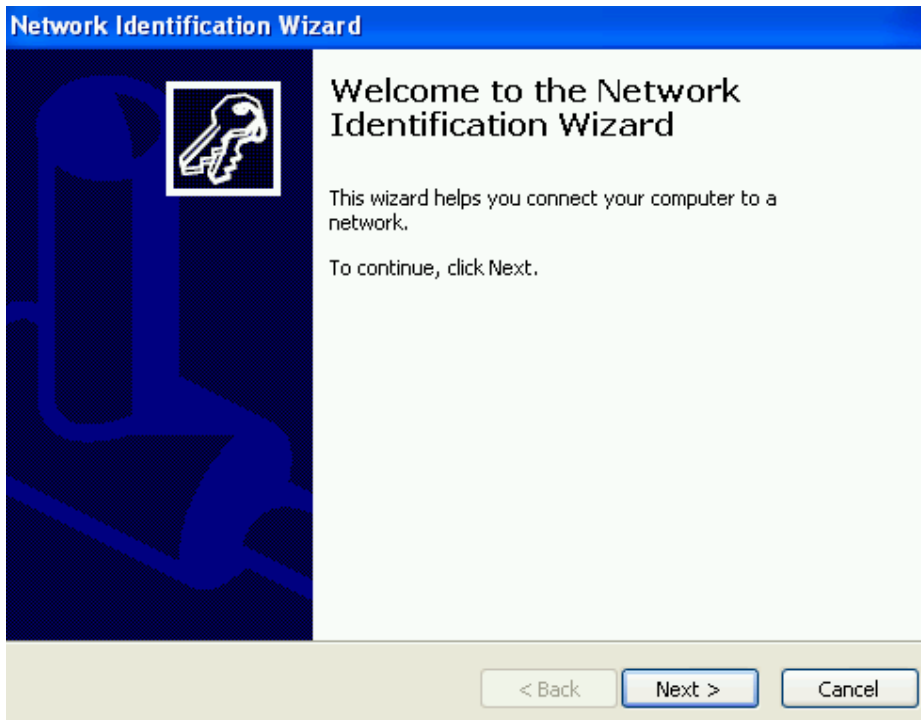 Network Identification Wizard
Welcome to the Network
Identification Wizard
This wizard helps you connect your computer to a
network.
To continue, click Next.
< Back
Next >
Cancel